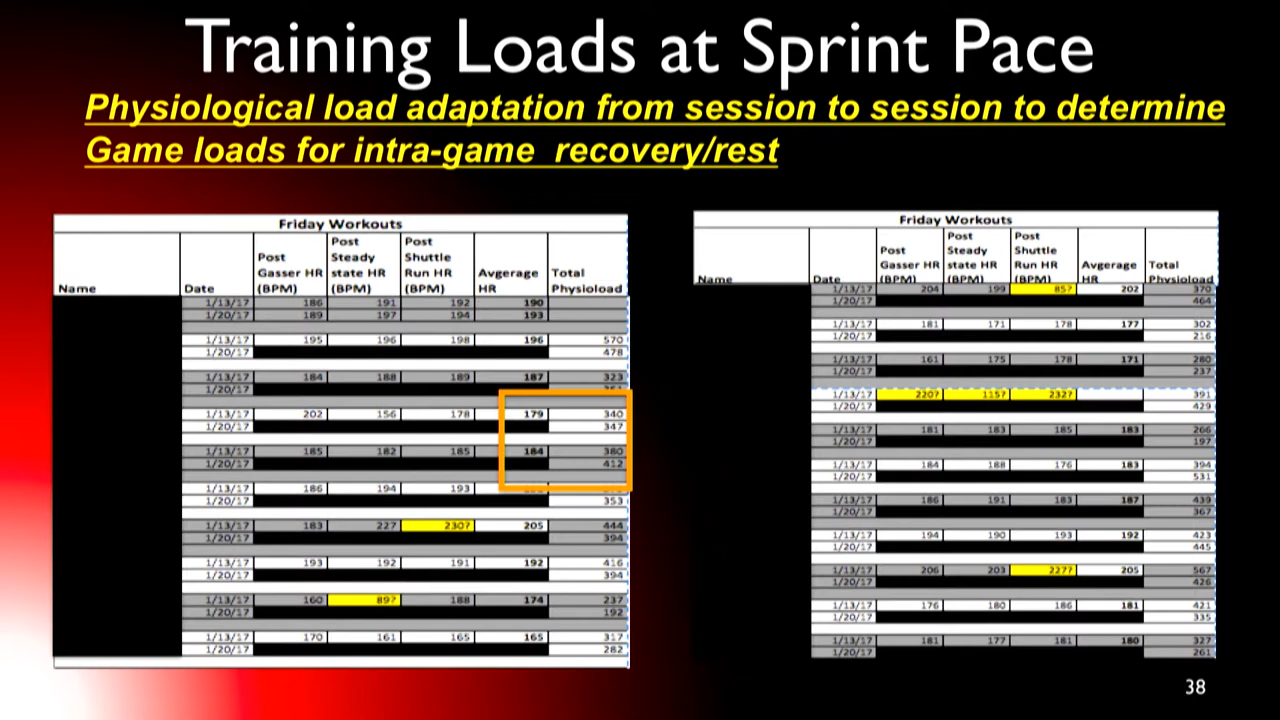 Training Loads at Sprint Pace
Physiological load adaptation from session to session to determine
Game loads for intra-game recovery/rest
Friday Workouts
Name Date Post Gasser HR (BPM) Post Steady state HR (BPM) Post Shuttle Run HR (BPM) Avgerage HR Total Physioload
1/13/17 186 191 192 190
1/20/17 189 197 194 193
1/13/17 195 196 198 196 570
1/20/17 478
1/13/17 184 188 189 187 323
1/20/17
1/13/17 202 156 178 179 340
1/20/17 347
1/13/17 185 182 185 184 380
1/20/17 412
1/13/17 186 194 193
1/20/17 353
1/13/17 183 227 230? 205 444
1/20/17 394
1/13/17 193 192 191 192 416
1/20/17 394
1/13/17 160 89? 188 174 237
1/20/17 192
1/13/17 170 161 165 165 317
1/20/17 282
Friday Workouts
Name Date Post Gasser HR (BPM) Post Steady state HR (BPM) Post Shuttle Run HR (BPM) Avgerage HR Total Physioload
1/13/17 204 199 85? 202 370
1/20/17 464
1/13/17 181 171 178 177 302
1/20/17 216
1/13/17 161 175 178 171 280
1/20/17 237
1/13/17 220? 115? 232? 391
1/20/17 429
1/13/17 181 183 185 183 266
1/20/17 197
1/13/17 184 188 176 183 394
1/20/17 531
1/13/17 186 191 183 187 439
1/20/17 367
1/13/17 194 190 193 192 423
1/20/17 445
1/13/17 206 203 227? 205 567
1/20/17 426
1/13/17 176 180 186 181 421
1/20/17 335
1/13/17 181 177 181 180 327
1/20/17 261
38